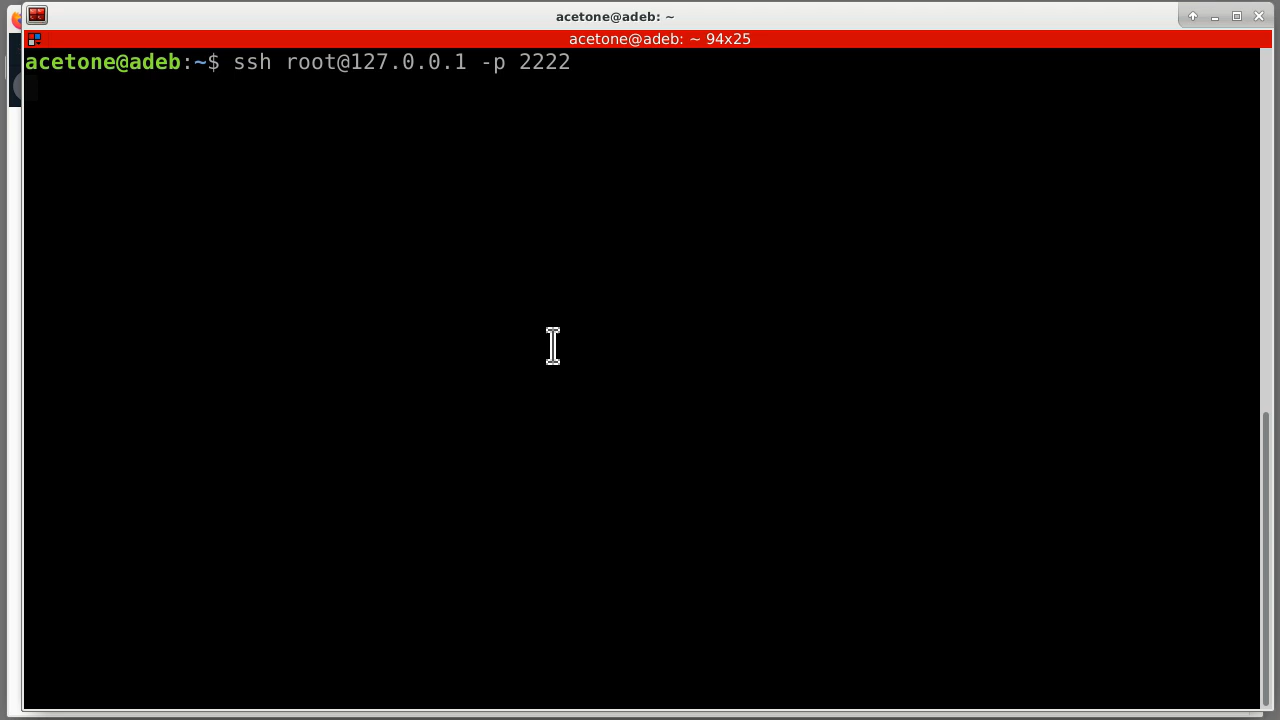 acetone@adeb: ~
acetone@adeb: ~ 94x25
acetone@adeb:~$ ssh root@127.0.0.1 -p 2222